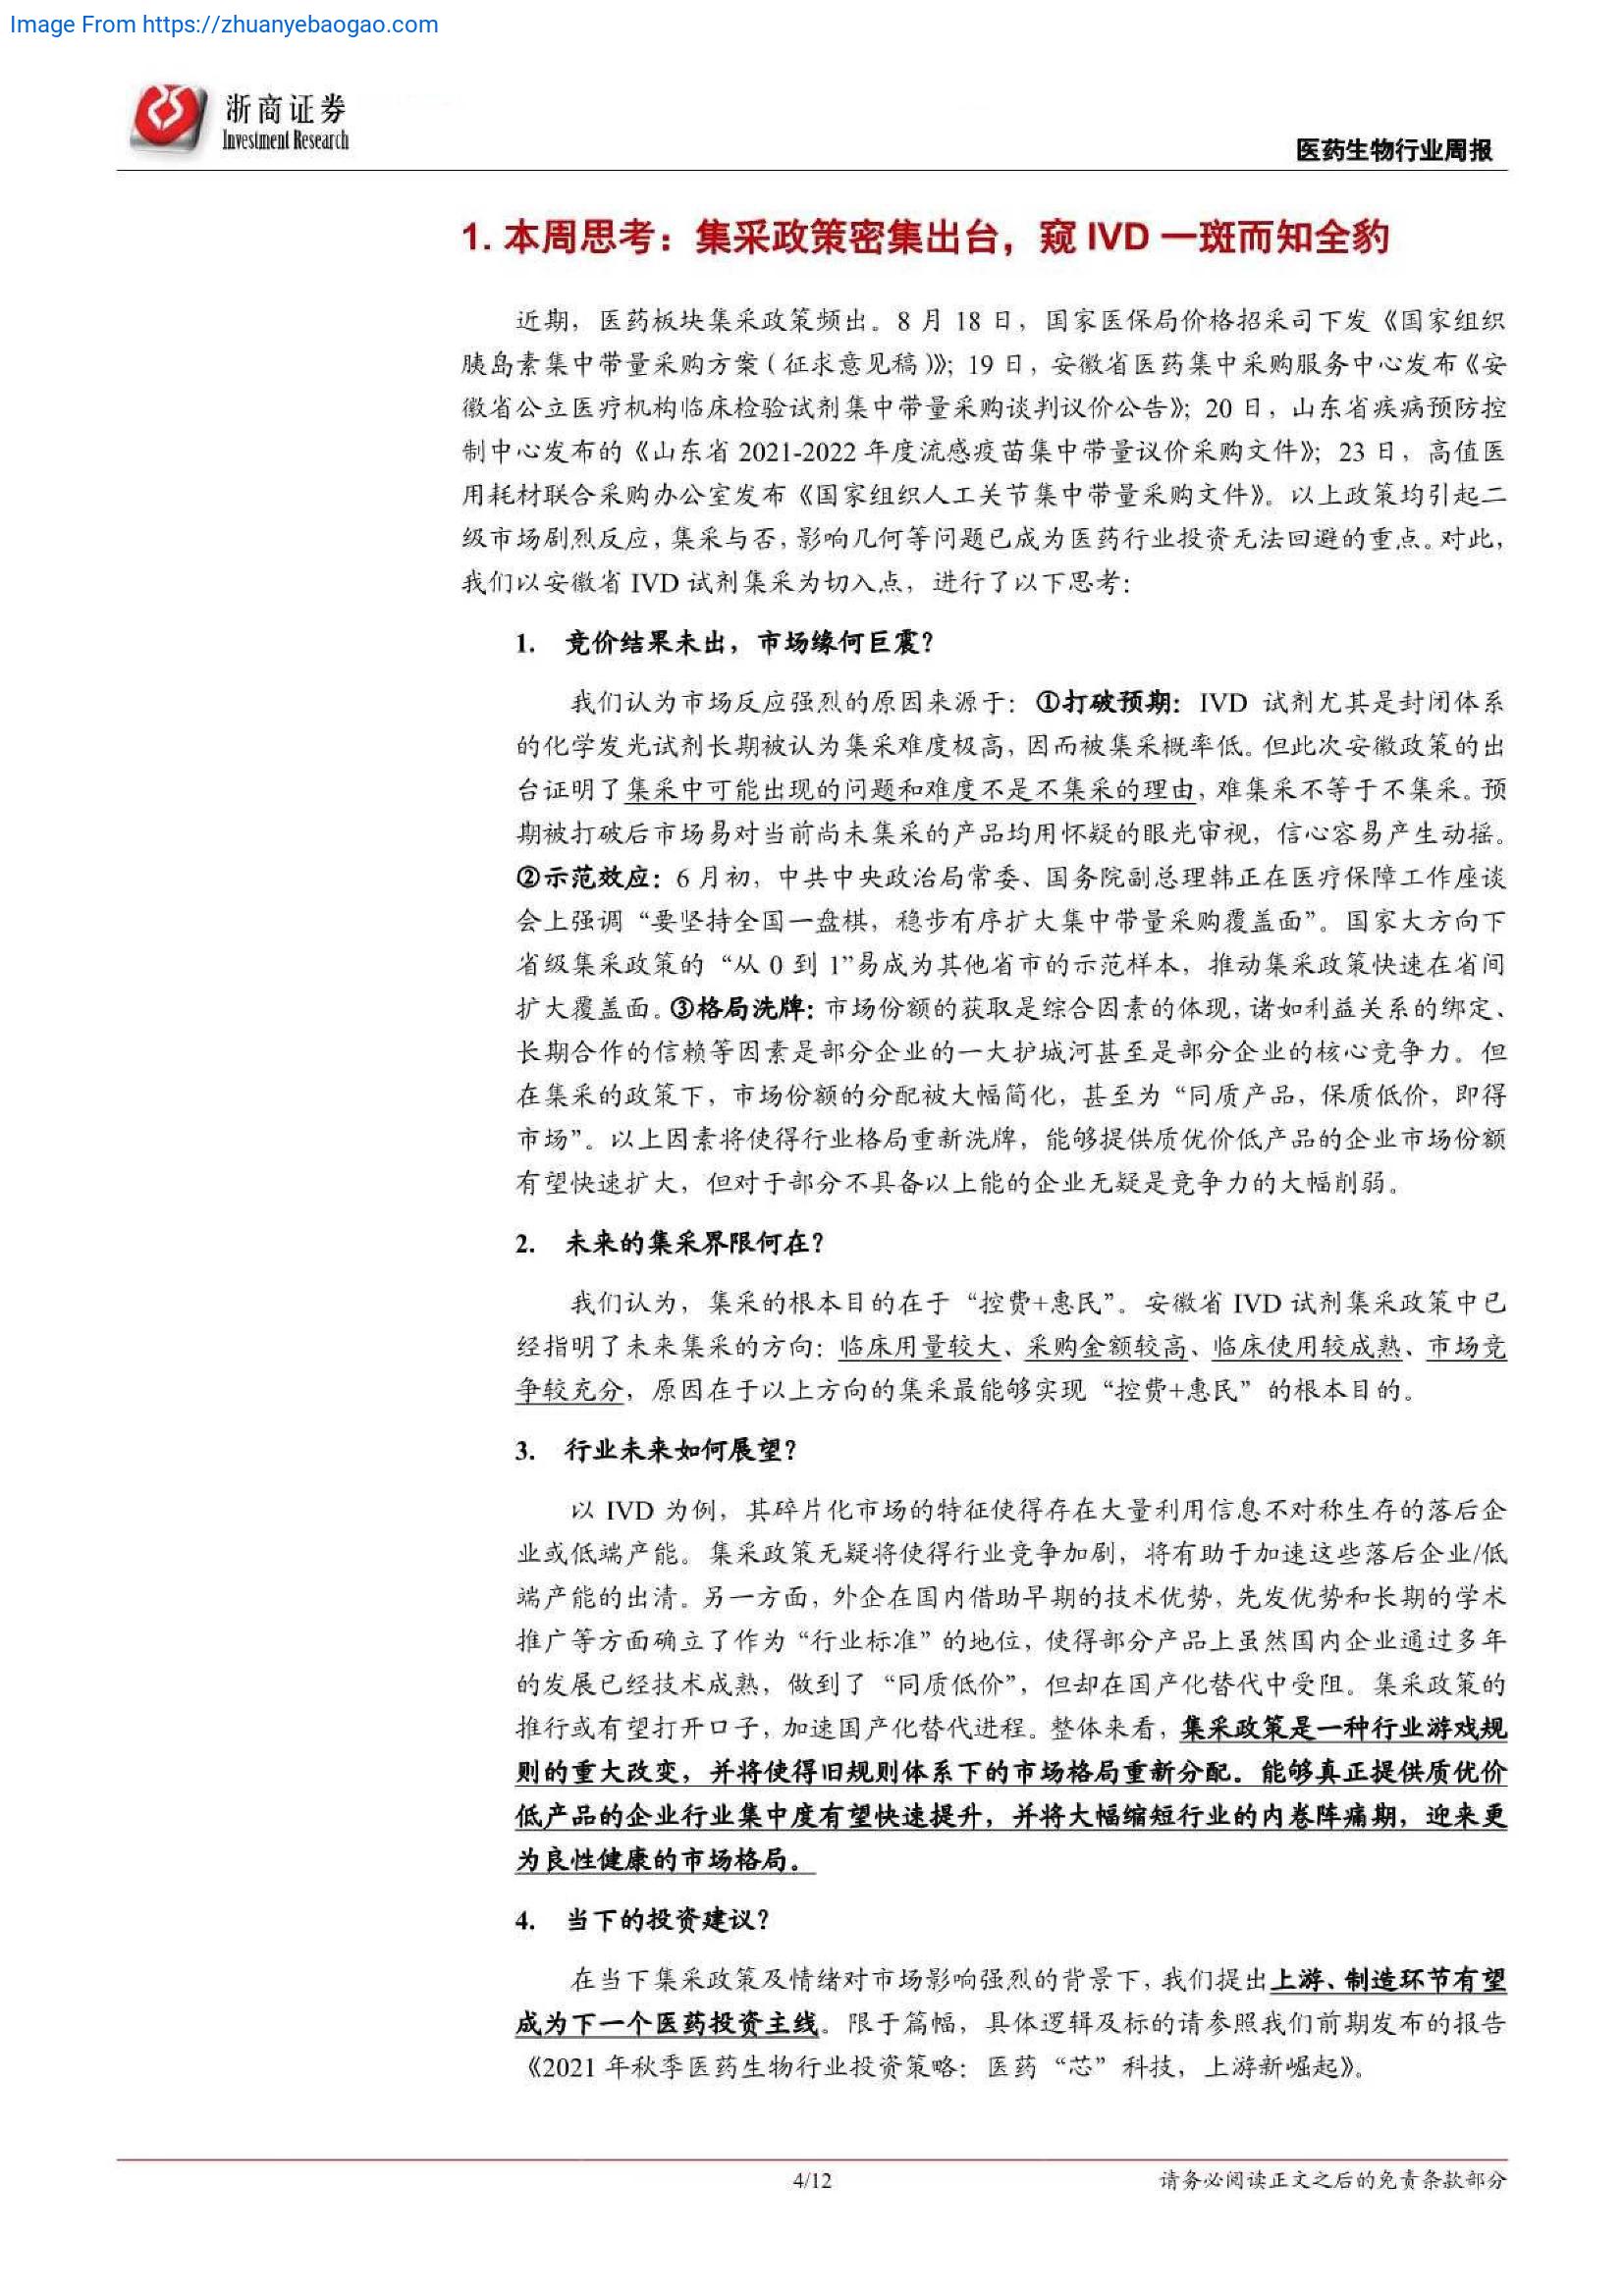 Image From https://zhuanyebaogao.com
浙商证券
Investment Research
医药生物行业周报
1. 本周思考：集采政策密集出台，窥 IVD 一斑而知全豹
近期，医药板块集采政策频出。8 月 18 日，国家医保局价格招采司下发《国家组织
胰岛素集中带量采购方案（征求意见稿）》；19 日，安徽省医药集中采购服务中心发布《安
徽省公立医疗机构临床检验试剂集中带量采购谈判议价公告》；20 日，山东省疾病预防控
制中心发布的《山东省 2021-2022 年度流感疫苗集中带量议价采购文件》；23 日，高值医
用耗材联合采购办公室发布《国家组织人工关节集中带量采购文件》。以上政策均引起二
级市场剧烈反应，集采与否，影响几何等问题已成为医药行业投资无法回避的重点。对此，
我们以安徽省 IVD 试剂集采为切入点，进行了以下思考：
1. 竞价结果未出，市场缘何巨震？
我们认为市场反应强烈的原因来源于：①打破预期：IVD 试剂尤其是封闭体系
的化学发光试剂长期被认为集采难度极高，因而被集采概率低。但此次安徽政策的出
台证明了集采中可能出现的问题和难度不是不集采的理由，难集采不等于不集采。预
期被打破后市场易对当前尚未集采的产品均用怀疑的眼光审视，信心容易产生动摇。
②示范效应：6 月初，中共中央政治局常委、国务院副总理韩正在医疗保障工作座谈
会上强调“要坚持全国一盘棋，稳步有序扩大集中带量采购覆盖面”。国家大方向下
省级集采政策的“从 0 到 1”易成为其他省市的示范样本，推动集采政策快速在省间
扩大覆盖面。③格局洗牌：市场份额的获取是综合因素的体现，诸如利益关系的绑定、
长期合作的信赖等因素是部分企业的一大护城河甚至是部分企业的核心竞争力。但
在集采的政策下，市场份额的分配被大幅简化，甚至为“同质产品，保质低价，即得
市场”。以上因素将使得行业格局重新洗牌，能够提供质优价低产品的企业市场份额
有望快速扩大，但对于部分不具备以上能的企业无疑是竞争力的大幅削弱。
2. 未来的集采界限何在？
我们认为，集采的根本目的在于“控费+惠民”。安徽省 IVD 试剂集采政策中已
经指明了未来集采的方向：临床用量较大、采购金额较高、临床使用较成熟、市场竞
争较充分，原因在于以上方向的集采最能够实现“控费+惠民”的根本目的。
3. 行业未来如何展望？
以 IVD 为例，其碎片化市场的特征使得存在大量利用信息不对称生存的落后企
业或低端产能。集采政策无疑将使得行业竞争加剧，将有助于加速这些落后企业/低
端产能的出清。另一方面，外企在国内借助早期的技术优势，先发优势和长期的学术
推广等方面确立了作为“行业标准”的地位，使得部分产品上虽然国内企业通过多年
的发展已经技术成熟，做到了“同质低价”，但却在国产化替代中受阻。集采政策的
推行或有望打开口子，加速国产化替代进程。整体来看，集采政策是一种行业游戏规
则的重大改变，并将使得旧规则体系下的市场格局重新分配。能够真正提供质优价
低产品的企业行业集中度有望快速提升，并将大幅缩短行业的内卷阵痛期，迎来更
为良性健康的市场格局。
4. 当下的投资建议？
在当下集采政策及情绪对市场影响强烈的背景下，我们提出上游、制造环节有望
成为下一个医药投资主线。限于篇幅，具体逻辑及标的请参照我们前期发布的报告
《2021 年秋季医药生物行业投资策略：医药“芯”科技，上游新崛起》。
4/12
请务必阅读正文之后的免责条款部分